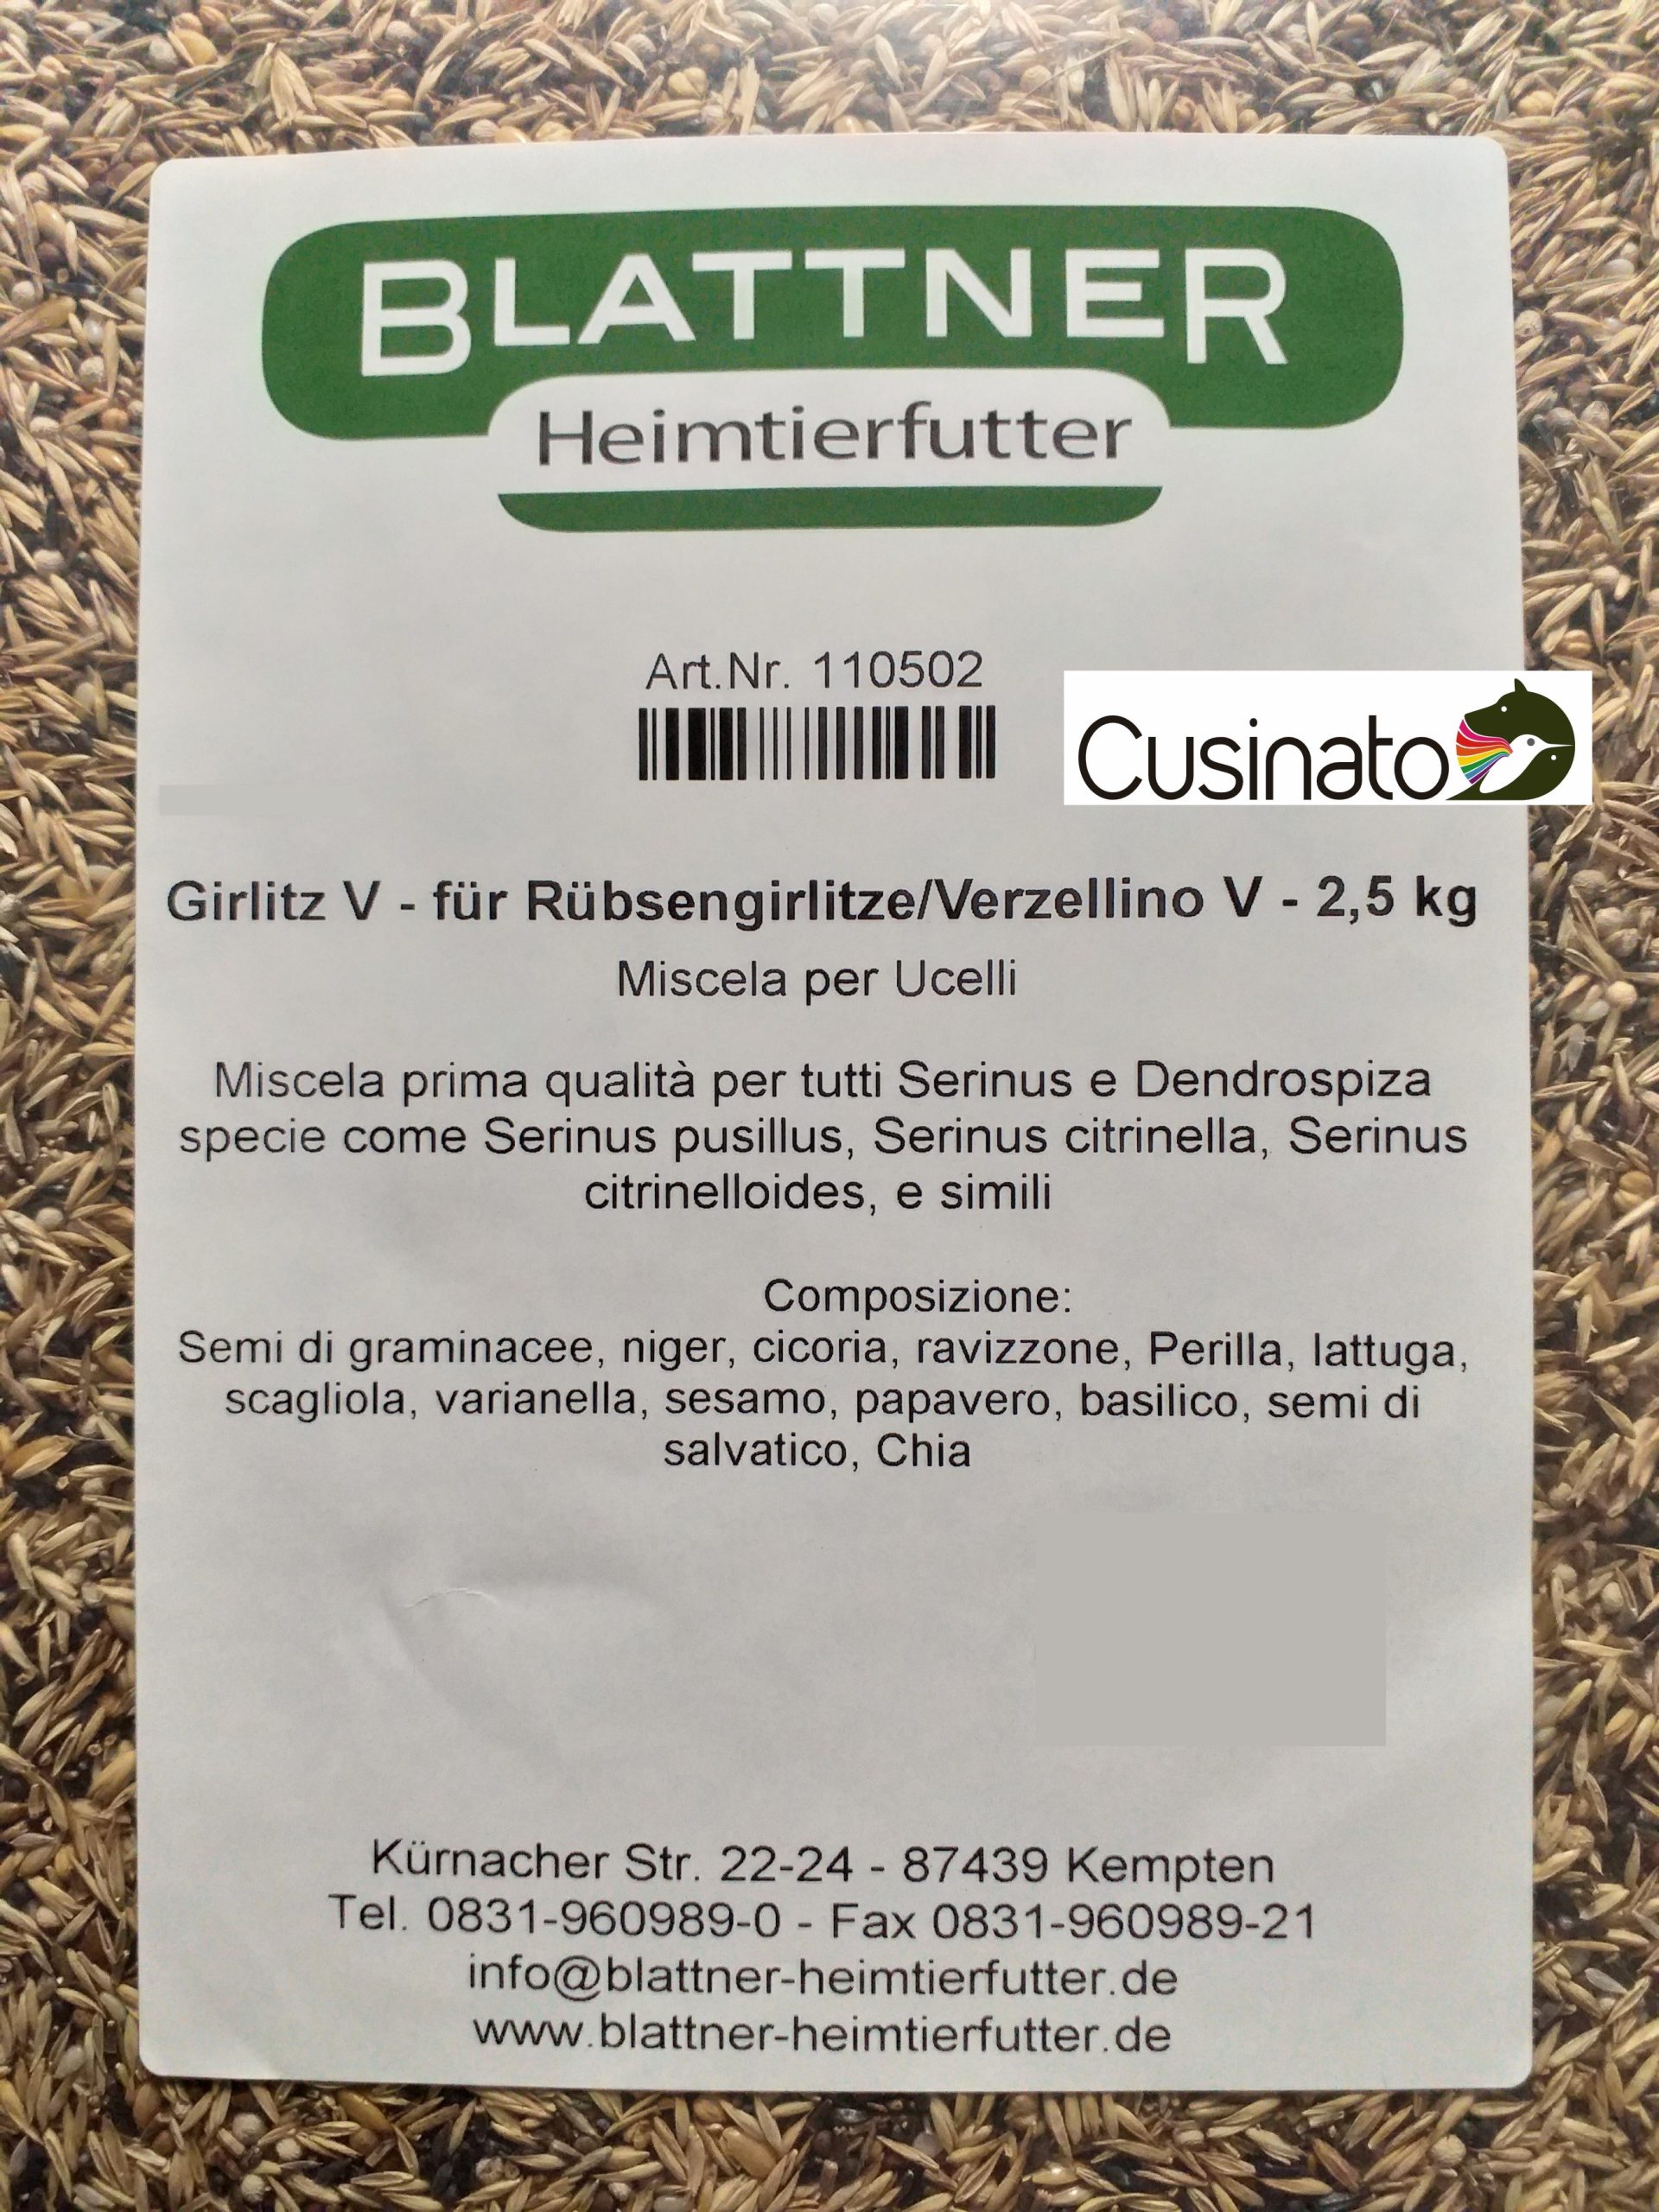 BLATTNER
Heimtierfutter
Art.Nr. 110502
Cusinato
Girlitz V - für Rübsengirlitze/Verzellino V - 2,5 kg
Miscela per Ucelli
Miscela prima qualità per tutti Serinus e Dendrospiza
specie come Serinus pusillus, Serinus citrinella, Serinus
citrinelloides, e simili
Composizione:
Semi di graminacee, niger, cicoria, ravizzone, Perilla, lattuga,
scagliola, varianella, sesamo, papavero, basilico, semi di
salvatico, Chia
Kürnacher Str. 22-24 - 87439 Kempten
Tel. 0831-960989-0 - Fax 0831-960989-21
info@blattner-heimtierfutter.de
www.blattner-heimtierfutter.de